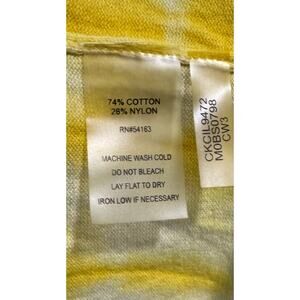 74% COTTON
26% NYLON
RN#54163
MACHINE WASH COLD
DO NOT BLEACH
LAY FLAT TO DRY
IRON LOW IF NECESSARY
CKCIL9472
M0BS0798
CW3